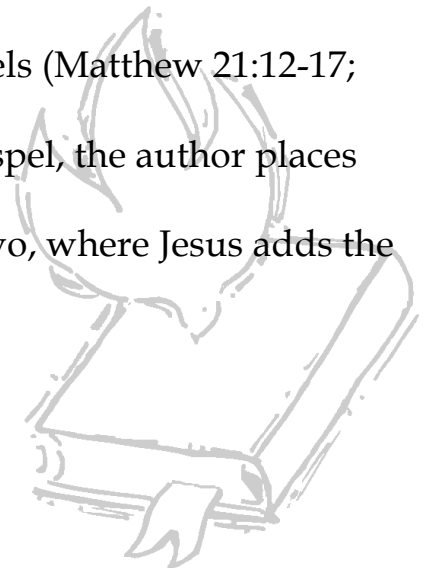 els (Matthew 21:12-17;
spel, the author places
vo, where Jesus adds the